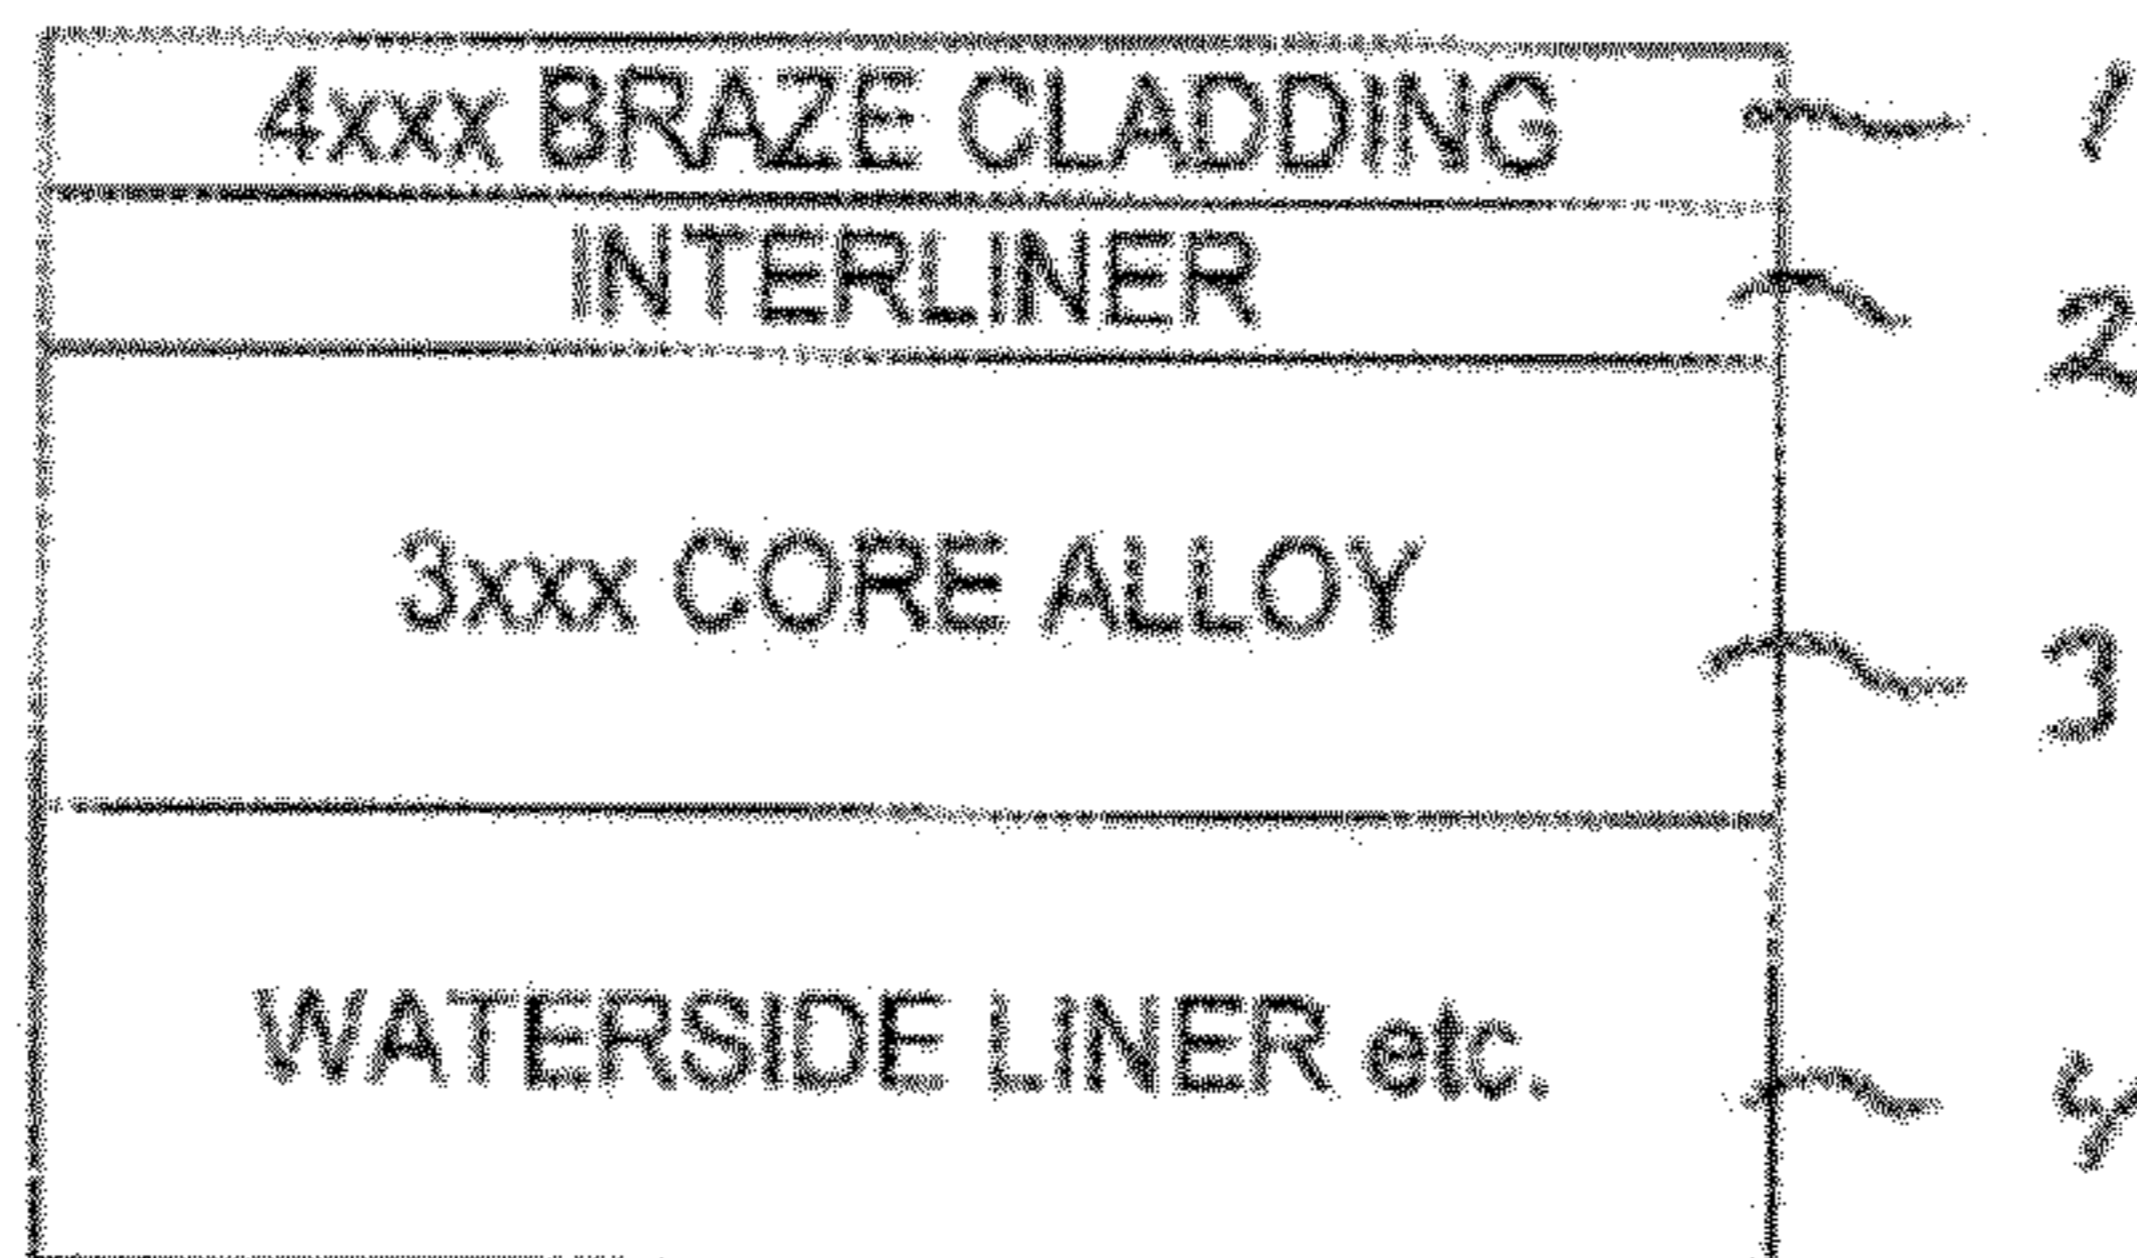 4xxx BRAZE CLADDING 1
INTERLINER 2
3xxx CORE ALLOY 3
WATERSIDE LINER etc. 4